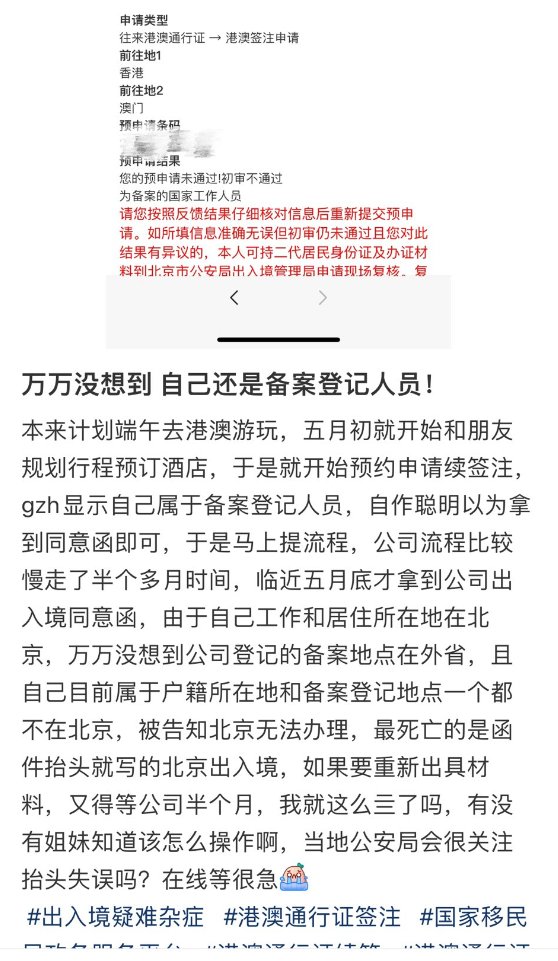 申请类型
往来港澳通行证 → 港澳签注申请
前往地1
香港
前往地2
澳门
预申请条码
预申请结果
您的预申请未通过!初审不通过
为备案的国家工作人员
请您按照反馈结果仔细核对信息后重新提交预申
请。如所填信息准确无误但初审仍未通过且您对此
结果有异议的，本人可持二代居民身份证及办证材
料到北京市公安局出入境管理局申请现场复核。复
万万没想到 自己还是备案登记人员！
本来计划端午去港澳游玩，五月初就开始和朋友
规划行程预订酒店，于是就开始预约申请续签注，
gzh显示自己属于备案登记人员，自作聪明以为拿
到同意函即可，于是马上提流程，公司流程比较
慢走了半个多月时间，临近五月底才拿到公司出
入境同意函，由于自己工作和居住所在地在北
京，万万没想到公司登记的备案地点在外省，且
自己目前属于户籍所在地和备案登记地点一个都
不在北京，被告知北京无法办理，最死亡的是函
件抬头就写的北京出入境，如果要重新出具材
料，又得等公司半个月，我就这么亖了吗，有没
有姐妹知道该怎么操作啊，当地公安局会很关注
抬头失误吗？在线等很急
#出入境疑难杂症 #港澳通行证签注 #国家移民